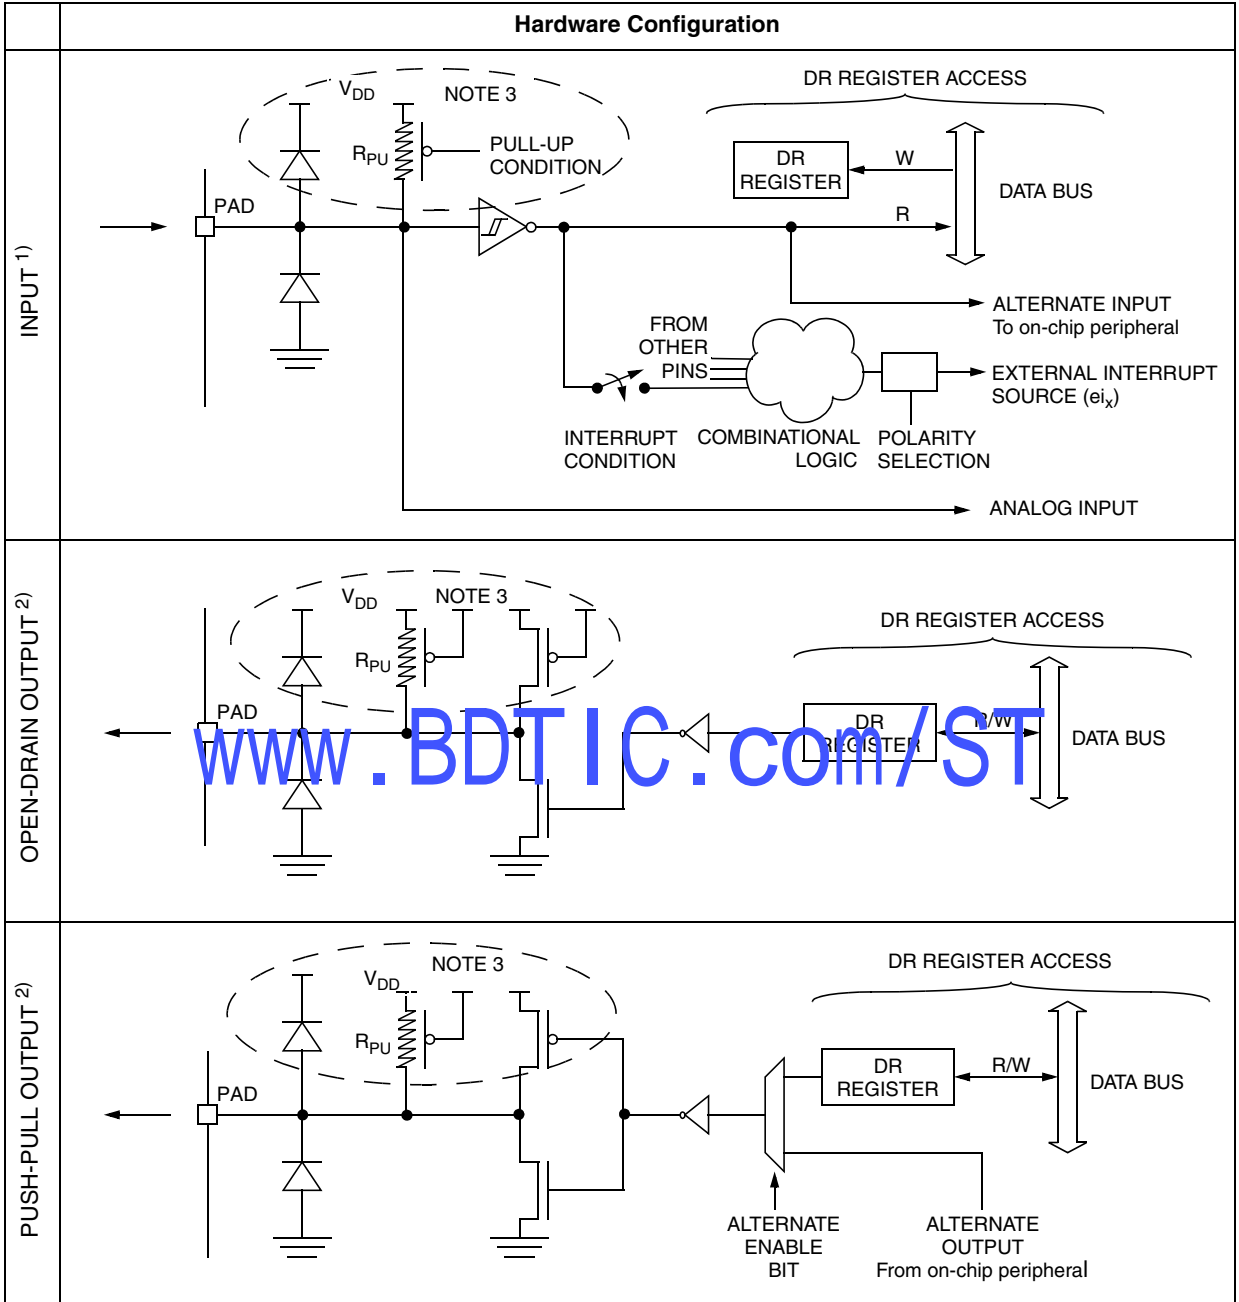 Hardware Configuration
INPUT 1)
VDD
NOTE 3
RPU
PULL-UP
CONDITION
PAD
DR REGISTER ACCESS
DR
REGISTER
W
R
DATA BUS
ALTERNATE INPUT
To on-chip peripheral
FROM
OTHER
PINS
EXTERNAL INTERRUPT
SOURCE (eix)
INTERRUPT
CONDITION
COMBINATIONAL
LOGIC
POLARITY
SELECTION
ANALOG INPUT
OPEN-DRAIN OUTPUT 2)
VDD
NOTE 3
RPU
PAD
DR REGISTER ACCESS
DR
REGISTER
R/W
DATA BUS
www.BDTIC.com/ST
PUSH-PULL OUTPUT 2)
NOTE 3
VDD
RPU
PAD
DR REGISTER ACCESS
DR
REGISTER
R/W
DATA BUS
ALTERNATE
ENABLE
BIT
ALTERNATE
OUTPUT
From on-chip peripheral